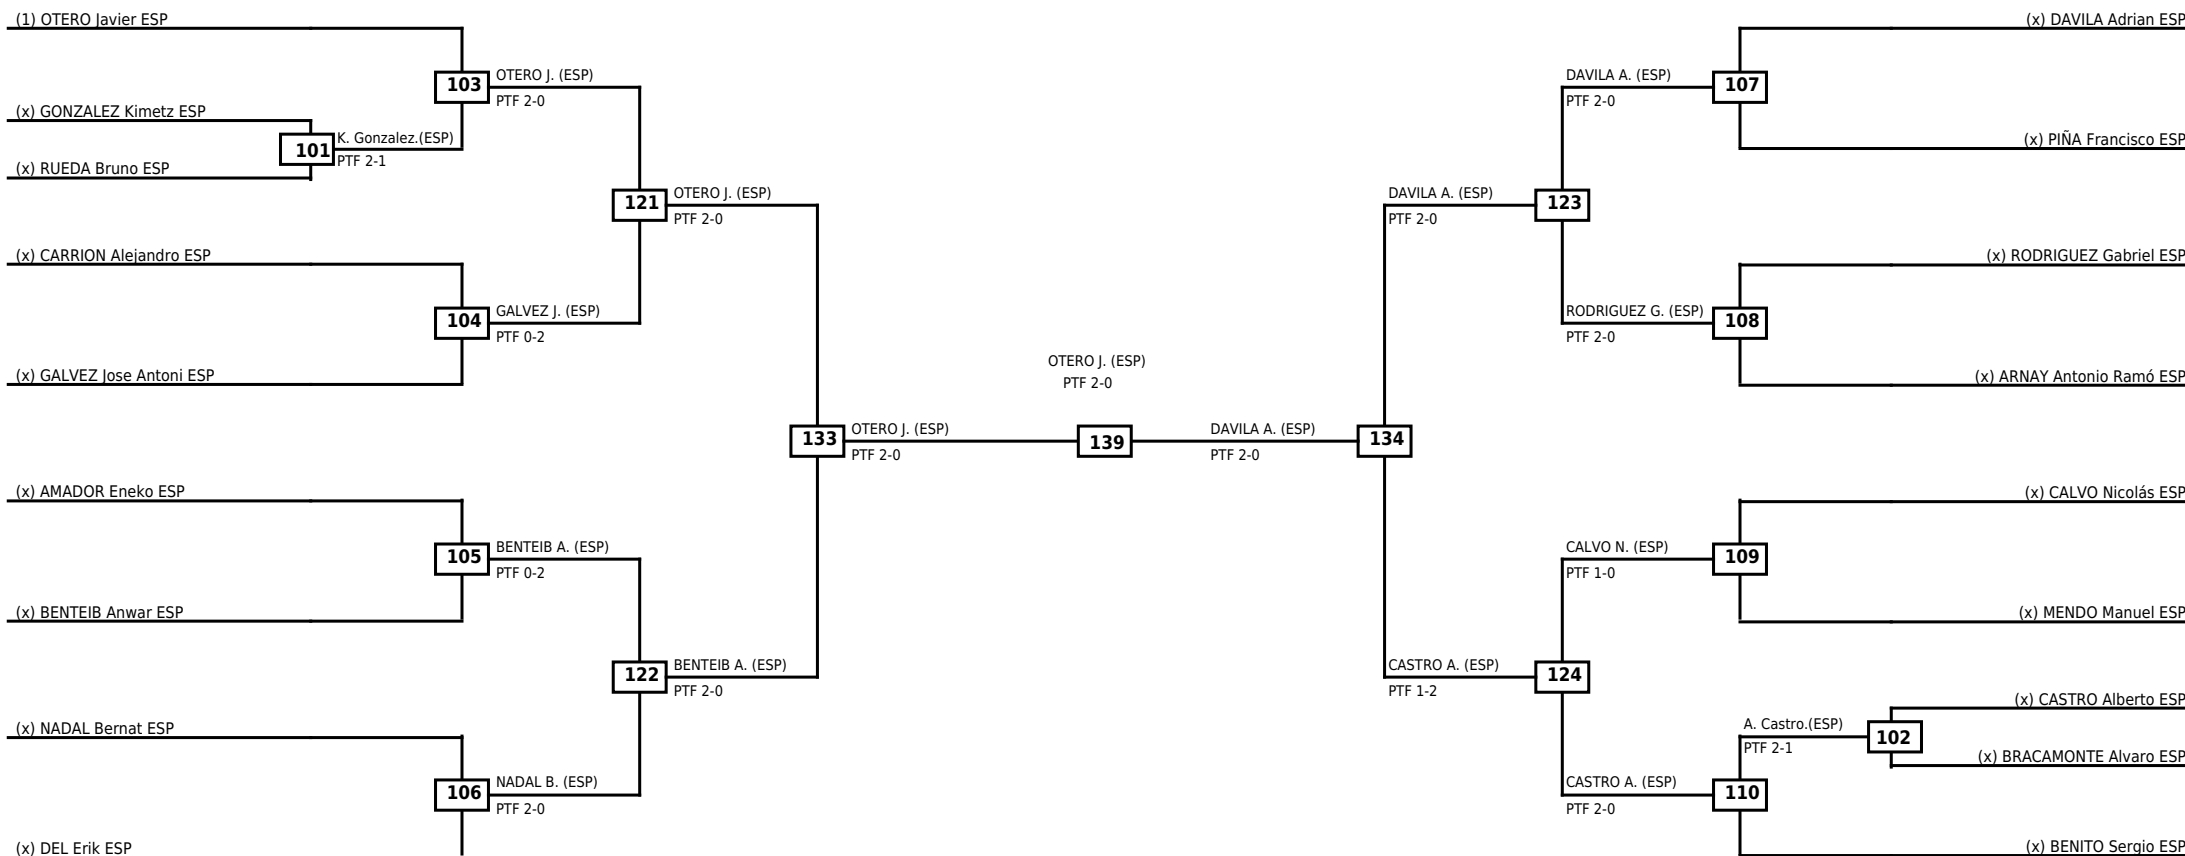 (1) OTERO Javier ESP
(x) DAVILA Adrian ESP
103
OTERO J. (ESP)
PTF 2-0
DAVILA A. (ESP)
PTF 2-0
107
(x) GONZALEZ Kimetz ESP
101
K. Gonzalez.(ESP)
PTF 2-1
(x) RUEDA Bruno ESP
(x) PIÑA Francisco ESP
121
OTERO J. (ESP)
PTF 2-0
DAVILA A. (ESP)
PTF 2-0
123
(x) CARRION Alejandro ESP
(x) RODRIGUEZ Gabriel ESP
104
GALVEZ J. (ESP)
PTF 0-2
RODRIGUEZ G. (ESP)
PTF 2-0
108
(x) GALVEZ Jose Antoni ESP
(x) ARNAY Antonio Ramó ESP
OTERO J. (ESP)
PTF 2-0
133
OTERO J. (ESP)
PTF 2-0
139
DAVILA A. (ESP)
PTF 2-0
134
(x) AMADOR Eneko ESP
(x) CALVO Nicolás ESP
105
BENTEIB A. (ESP)
PTF 0-2
CALVO N. (ESP)
PTF 1-0
109
(x) BENTEIB Anwar ESP
(x) MENDO Manuel ESP
122
BENTEIB A. (ESP)
PTF 2-0
CASTRO A. (ESP)
PTF 1-2
124
(x) NADAL Bernat ESP
(x) CASTRO Alberto ESP
A. Castro.(ESP)
PTF 2-1
102
(x) BRACAMONTE Alvaro ESP
106
NADAL B. (ESP)
PTF 2-0
CASTRO A. (ESP)
PTF 2-0
110
(x) DEL Erik ESP
(x) BENITO Sergio ESP